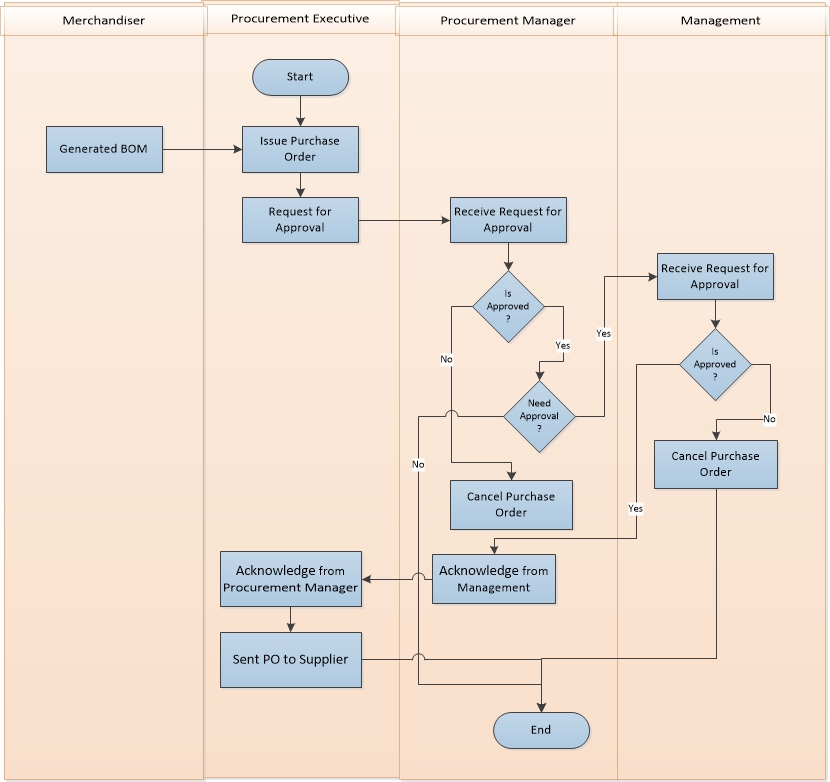 Merchandiser
Procurement Executive
Procurement Manager
Management
Start
Generated BOM
Issue Purchase
Order
Request for
Approval
Receive Request for
Approval
Is
Approved
?
No
Yes
Need
Approval
?
Yes
No
Cancel Purchase
Order
Receive Request for
Approval
Is
Approved
?
No
Cancel Purchase
Order
Yes
Acknowledge from
Management
Acknowledge from
Procurement Manager
Sent PO to Supplier
End